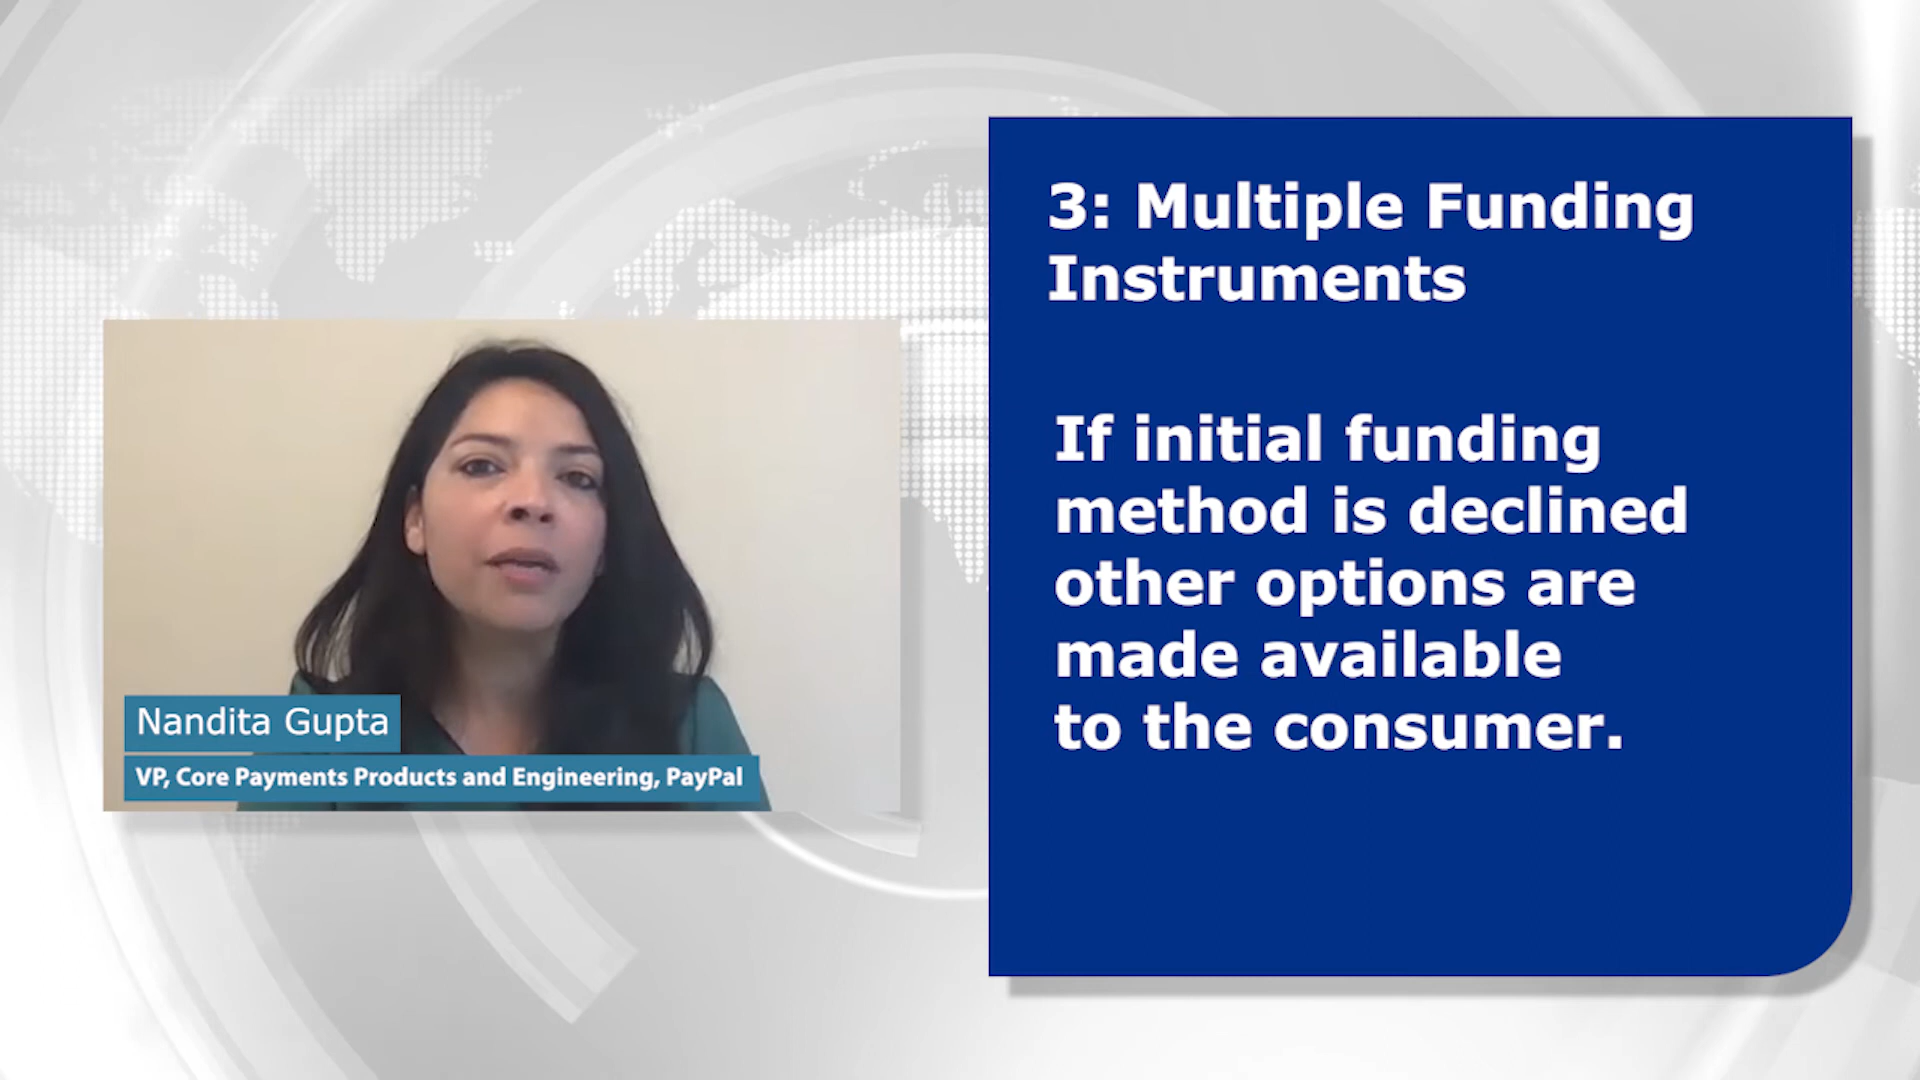 3: Multiple Funding
Instruments
If initial funding
method is declined
other options are
made available
to the consumer.
Nandita Gupta
VP, Core Payments Products and Engineering, PayPal